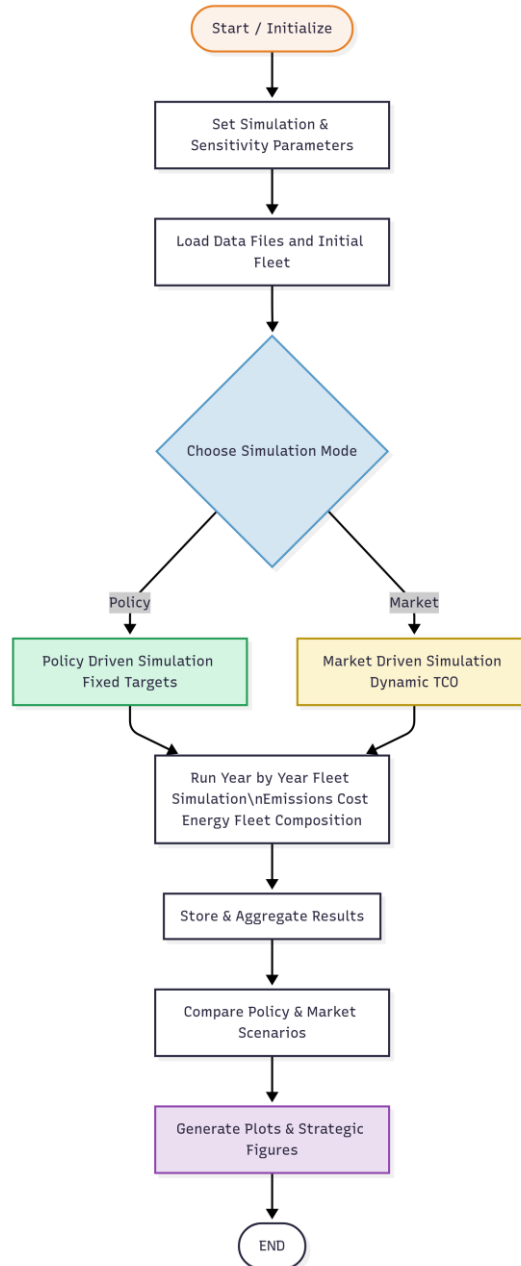 Start / Initialize
Set Simulation &
Sensitivity Parameters
Load Data Files and Initial
Fleet
Choose Simulation Mode
Policy
Market
Policy Driven Simulation
Fixed Targets
Market Driven Simulation
Dynamic TCO
Run Year by Year Fleet
Simulation\nEmissions Cost
Energy Fleet Composition
Store & Aggregate Results
Compare Policy & Market
Scenarios
Generate Plots & Strategic
Figures
END